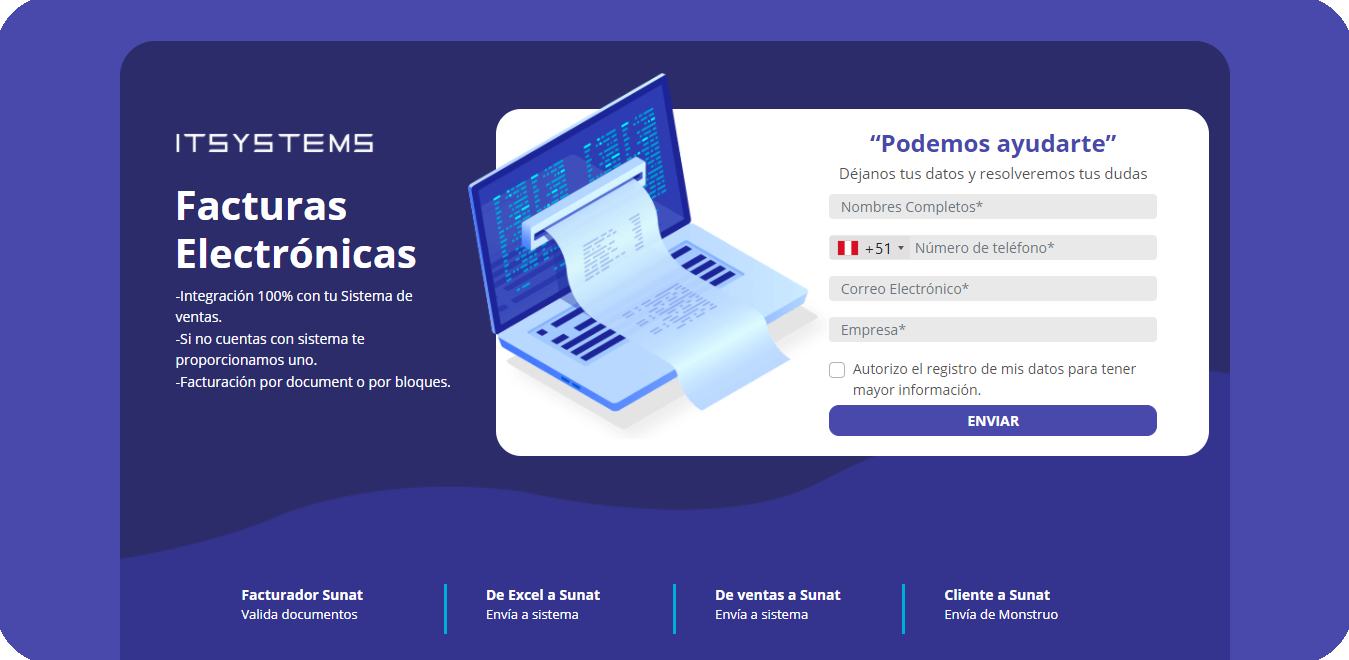 ITSYSTEMS
Facturas
Electrónicas
-Integración 100% con tu Sistema de
ventas.
-Si no cuentas con sistema te
proporcionamos uno.
-Facturación por document o por bloques.
“Podemos ayudarte”
Déjanos tus datos y resolveremos tus dudas
Nombres Completos*
+51 Número de teléfono*
Correo Electrónico*
Empresa*
Autorizo el registro de mis datos para tener
mayor información.
ENVIAR
Facturador Sunat
Valida documentos
De Excel a Sunat
Envía a sistema
De ventas a Sunat
Envía a sistema
Cliente a Sunat
Envía de Monstruo